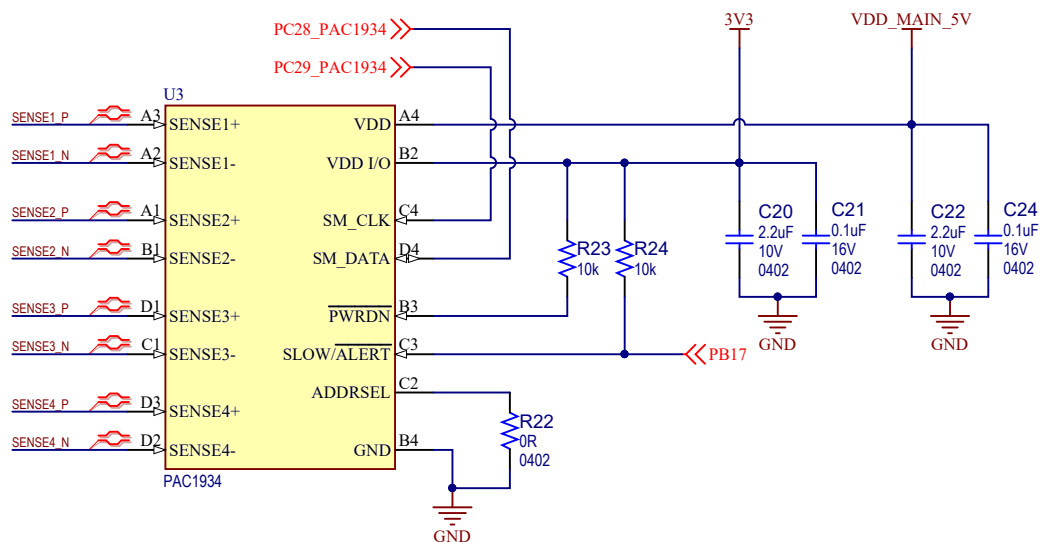 PC28_PAC1934
PC29_PAC1934
3V3
VDD_MAIN_5V
U3
SENSE1_P
A3
SENSE1+
VDD
A4
SENSE1_N
A2
SENSE1-
VDD I/O
B2
SENSE2_P
A1
SENSE2+
SM_CLK
C4
SENSE2_N
B1
SENSE2-
SM_DATA
D4
SENSE3_P
D1
SENSE3+
PWRDN
B3
SENSE3_N
C1
SENSE3-
SLOW/ALERT
C3
PB17
SENSE4_P
D3
SENSE4+
ADDRSEL
C2
SENSE4_N
D2
SENSE4-
GND
B4
PAC1934
R23
10k
R24
10k
C20
2.2uF
10V
0402
C21
0.1uF
16V
0402
C22
2.2uF
10V
0402
C24
0.1uF
16V
0402
GND
GND
R22
0R
0402
GND